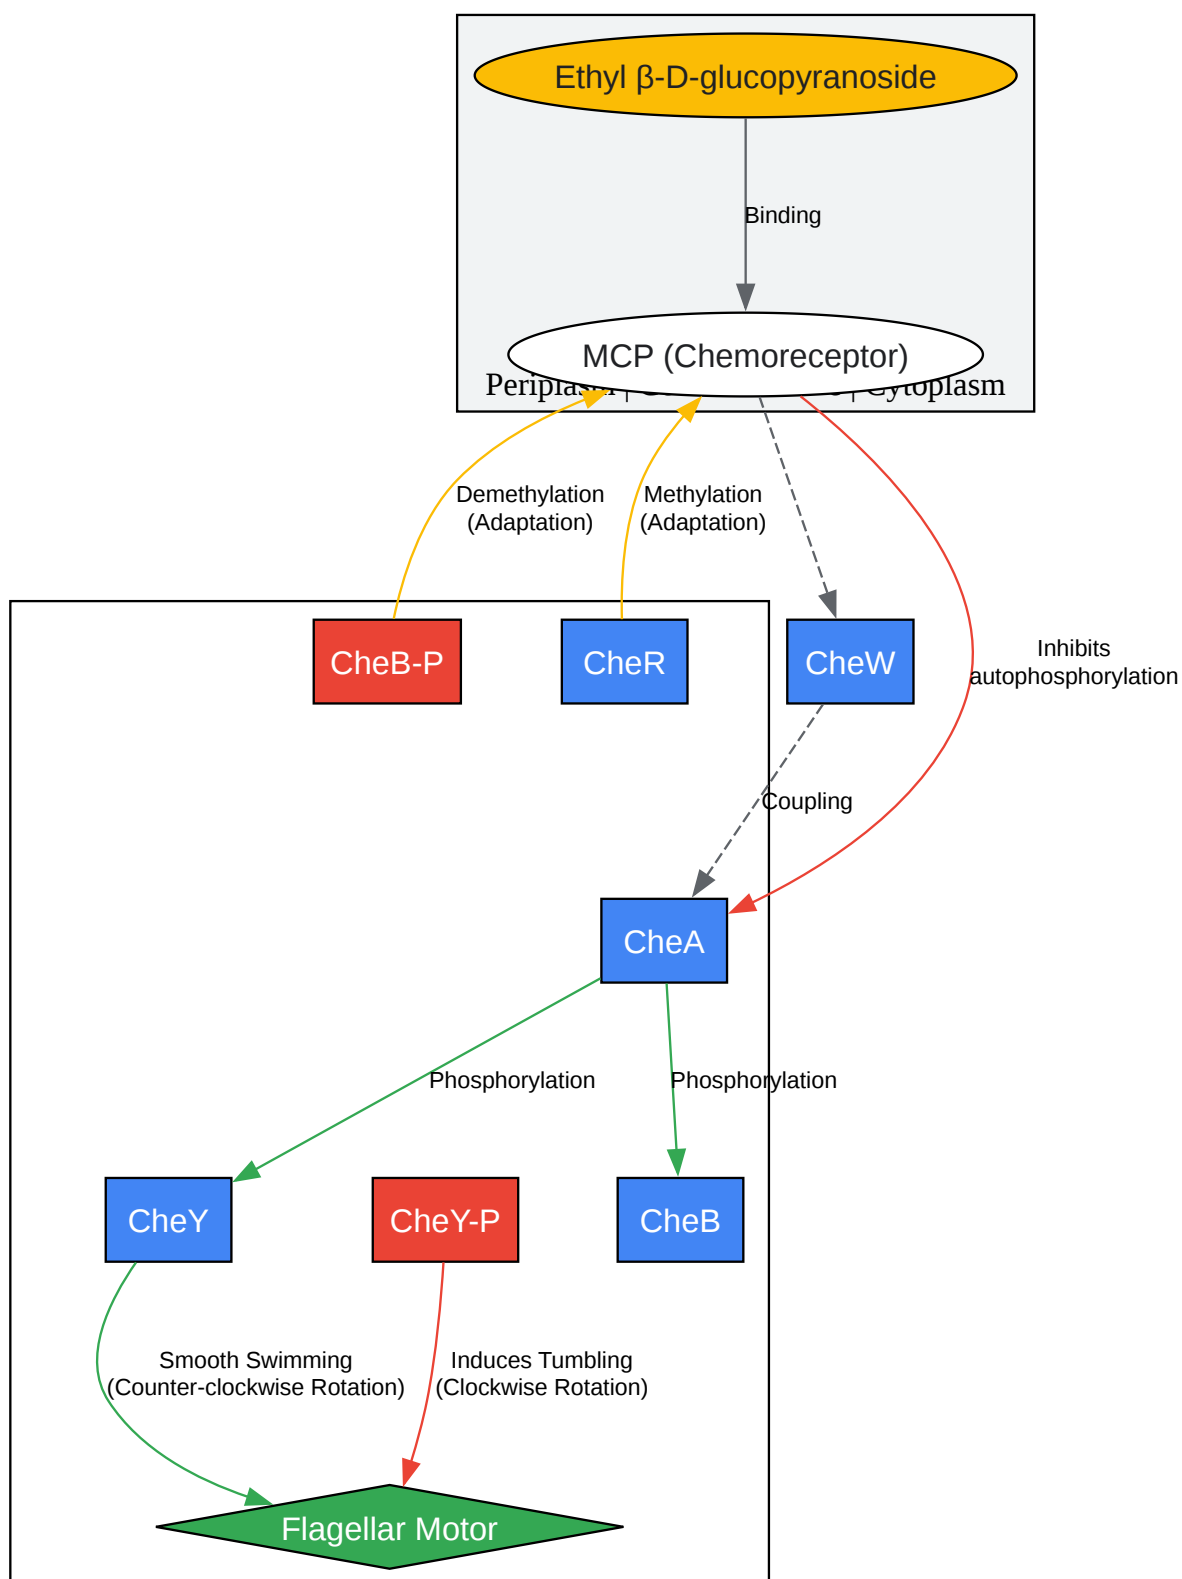 Ethyl β-D-glucopyranoside
Binding
MCP (Chemoreceptor)
| Cytoplasm
Demethylation
(Adaptation)
Methylation
(Adaptation)
CheB-P
CheR
CheW
Inhibits
autophosphorylation
Coupling
CheA
Phosphorylation
Phosphorylation
CheY
CheY-P
CheB
Smooth Swimming
(Counter-clockwise Rotation)
Induces Tumbling
(Clockwise Rotation)
Flagellar Motor